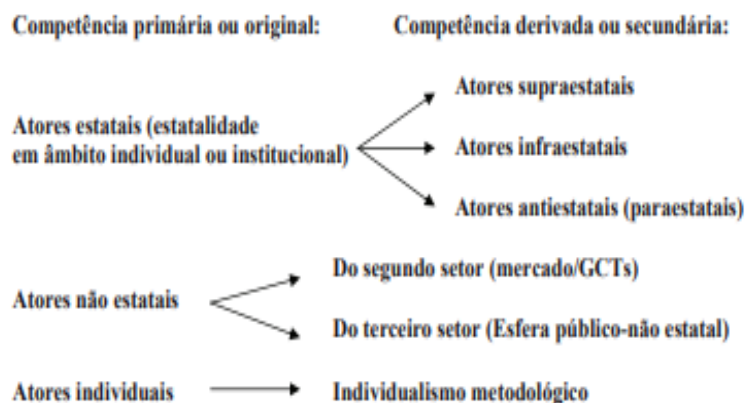 Competência primária ou original:
Competência derivada ou secundária:
Atores estatais (estatalidade
em âmbito individual ou institucional)
Atores supraestatais
Atores infraestatais
Atores antiestatais (paraestatais)
Atores não estatais
Do segundo setor (mercado/GCTs)
Do terceiro setor (Esfera público-não estatal)
Atores individuais
Individualismo metodológico